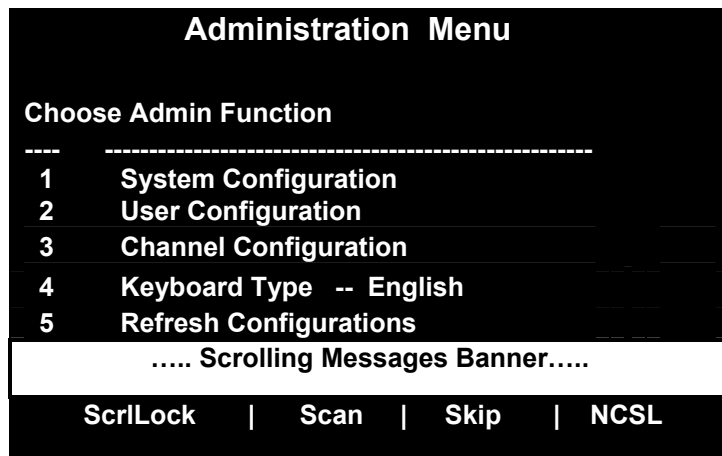 Administration Menu
Choose Admin Function
---- ------------------------------------------------------
1 System Configuration
2 User Configuration
3 Channel Configuration
4 Keyboard Type -- English
5 Refresh Configurations
….. Scrolling Messages Banner…..
ScrlLock | Scan | Skip | NCSL